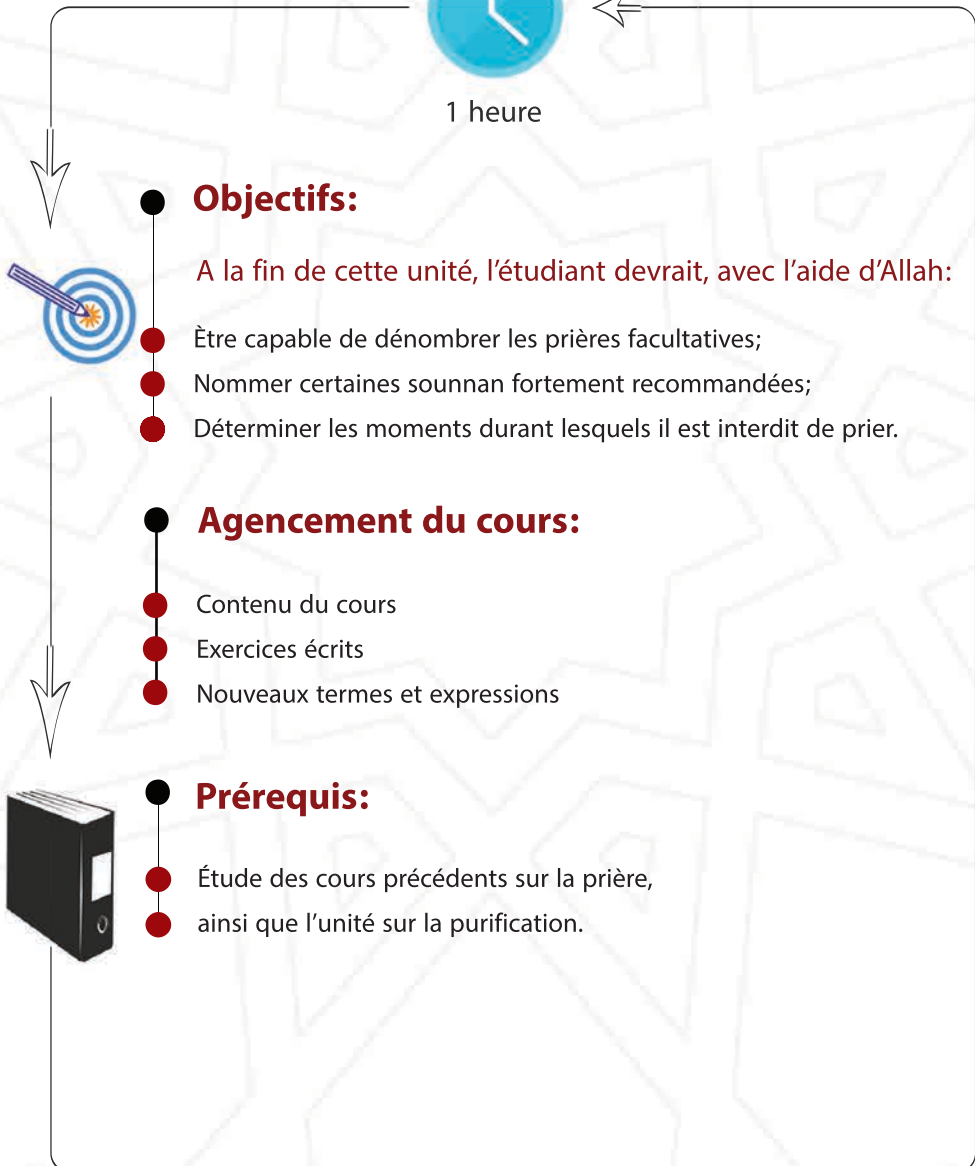 1 heure
Objectifs:
A la fin de cette unité, l’étudiant devrait, avec l’aide d’Allah:
Ètre capable de dénombrer les prières facultatives;
Nommer certaines sounnan fortement recommandées;
Déterminer les moments durant lesquels il est interdit de prier.
Agencement du cours:
Contenu du cours
Exercices écrits
Nouveaux termes et expressions
Prérequis:
Étude des cours précédents sur la prière,
ainsi que l’unité sur la purification.